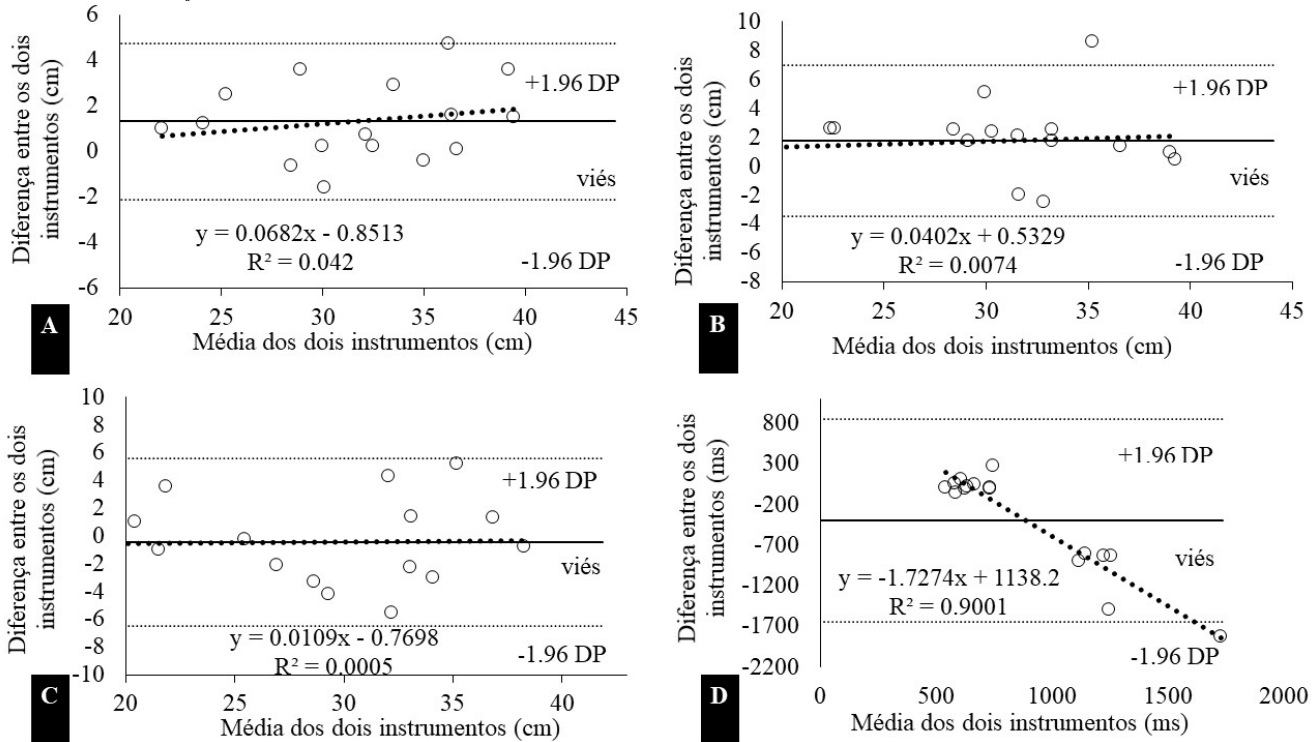 6
4
2
0
-2
-4
-6
Diferença entre os dois
instrumentos (cm)
+1.96 DP
viés
-1.96 DP
y = 0.0682x - 0.8513
R² = 0.042
20
25
30
35
40
45
Média dos dois instrumentos (cm)
A
10
8
6
4
2
0
-2
-4
-6
-8
Diferença entre os dois
instrumentos (cm)
+1.96 DP
viés
-1.96 DP
y = 0.0402x + 0.5329
R² = 0.0074
20
25
30
35
40
45
Média dos dois instrumentos (cm)
B
10
8
6
4
2
0
-2
-4
-6
-8
-10
Diferença entre os dois
instrumentos (cm)
+1.96 DP
viés
-1.96 DP
y = 0.0109x - 0.7698
R² = 0.0005
20
25
30
35
40
Média dos dois instrumentos (cm)
C
800
300
-200
-700
-1200
-1700
-2200
Diferença entre os dois
instrumentos (ms)
+1.96 DP
viés
-1.96 DP
y = -1.7274x + 1138.2
R² = 0.9001
0
500
1000
1500
2000
Média dos dois instrumentos (ms)
D